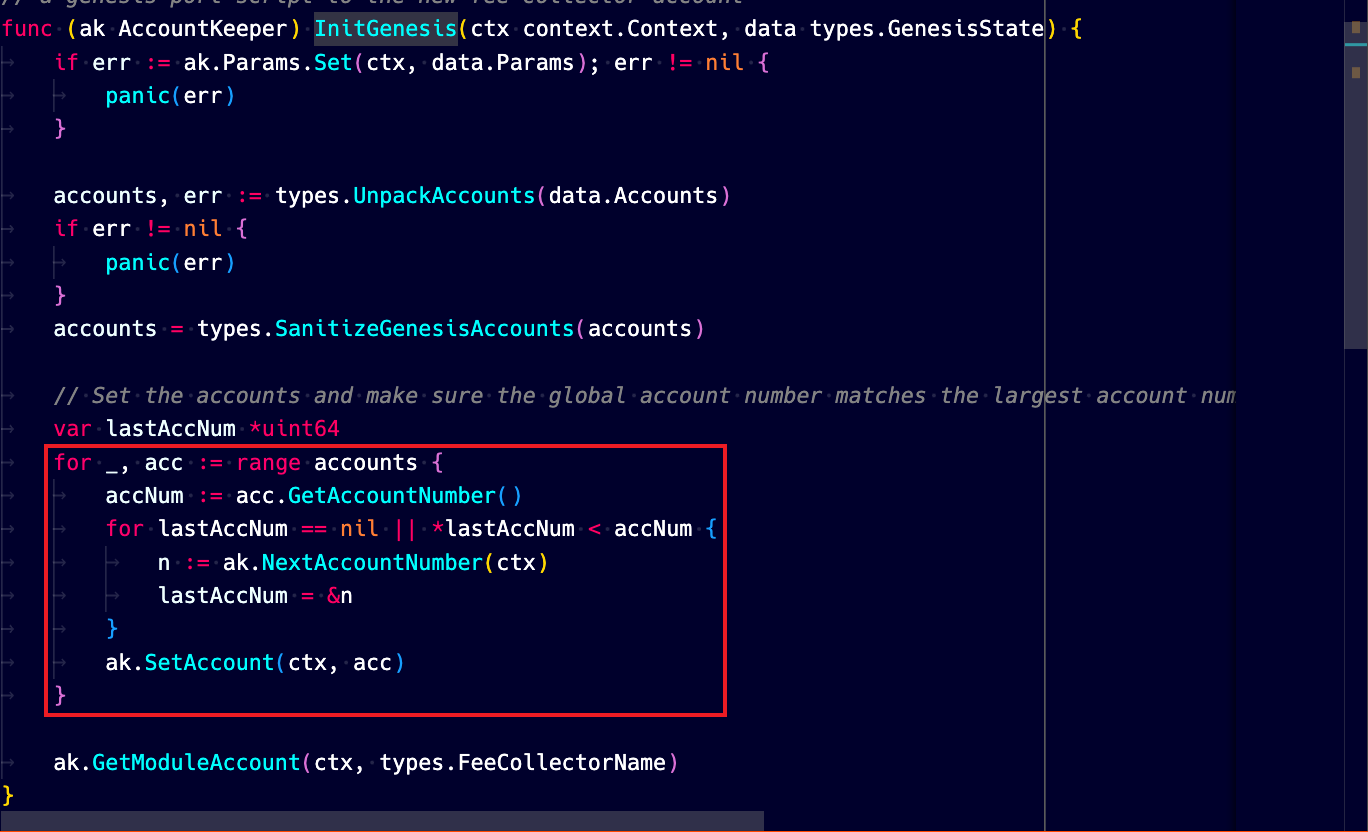 // a genesis port script to the new fee collector account
func (ak AccountKeeper) InitGenesis(ctx context.Context, data types.GenesisState) {
if err := ak.Params.Set(ctx, data.Params); err != nil {
panic(err)
}
accounts, err := types.UnpackAccounts(data.Accounts)
if err != nil {
panic(err)
}
accounts = types.SanitizeGenesisAccounts(accounts)
// Set the accounts and make sure the global account number matches the largest account num
var lastAccNum *uint64
for _, acc := range accounts {
accNum := acc.GetAccountNumber()
for lastAccNum == nil || *lastAccNum < accNum {
n := ak.NextAccountNumber(ctx)
lastAccNum = &n
}
ak.SetAccount(ctx, acc)
}
ak.GetModuleAccount(ctx, types.FeeCollectorName)
}